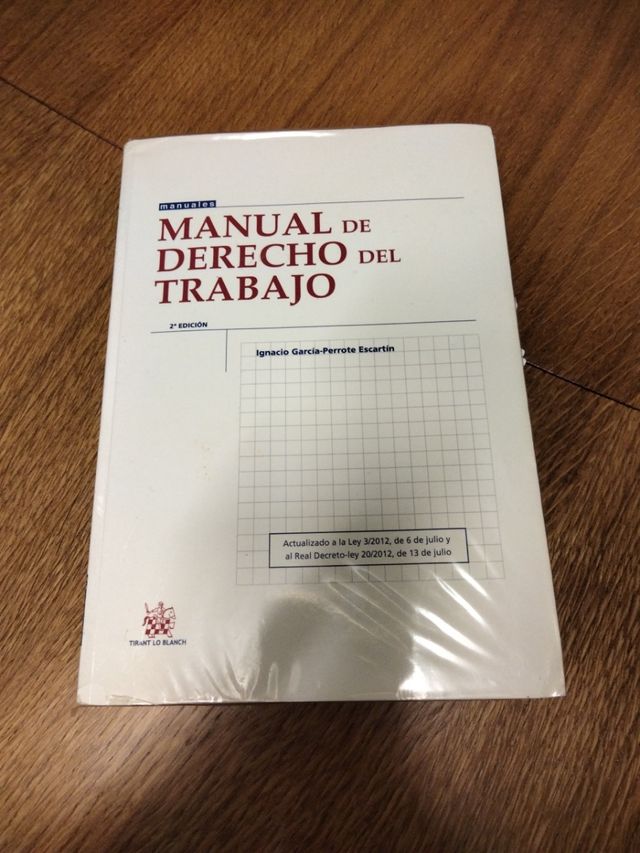 manuales
MANUAL DE
DERECHO DEL
TRABAJO
2ª EDICIÓN
Ignacio García-Perrote Escartín
Actualizado a la Ley 3/2012, de 6 de julio y
al Real Decreto-ley 20/2012, de 13 de julio
TIRANT LO BLANCH